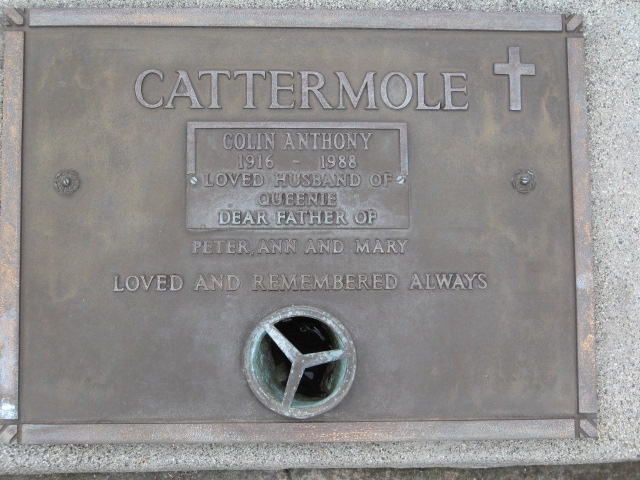 CATTERMOLE
COLIN ANTHONY
1916 - 1988
LOVED HUSBAND OF
QUEENIE
DEAR FATHER OF
PETER, ANN AND MARY
LOVED AND REMEMBERED ALWAYS